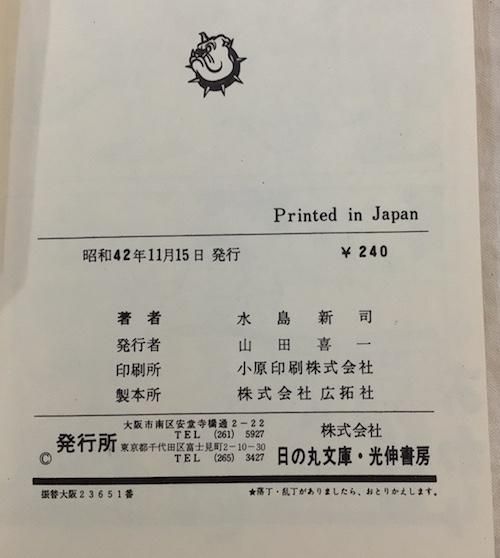 Printed in Japan
昭和42年11月15日 発行 ¥ 240
著者 水島新司
発行者 山田喜一
印刷所 小原印刷株式会社
製本所 株式会社広拓社
© 発行所
大阪市南区安堂寺橋通2-22
TEL (261) 5927
東京都千代田区富士見町2-10-30
TEL (265) 3427
株式会社
日の丸文庫・光伸書房
振替大阪23651番 ★落丁・乱丁がありましたら、おとりかえします。